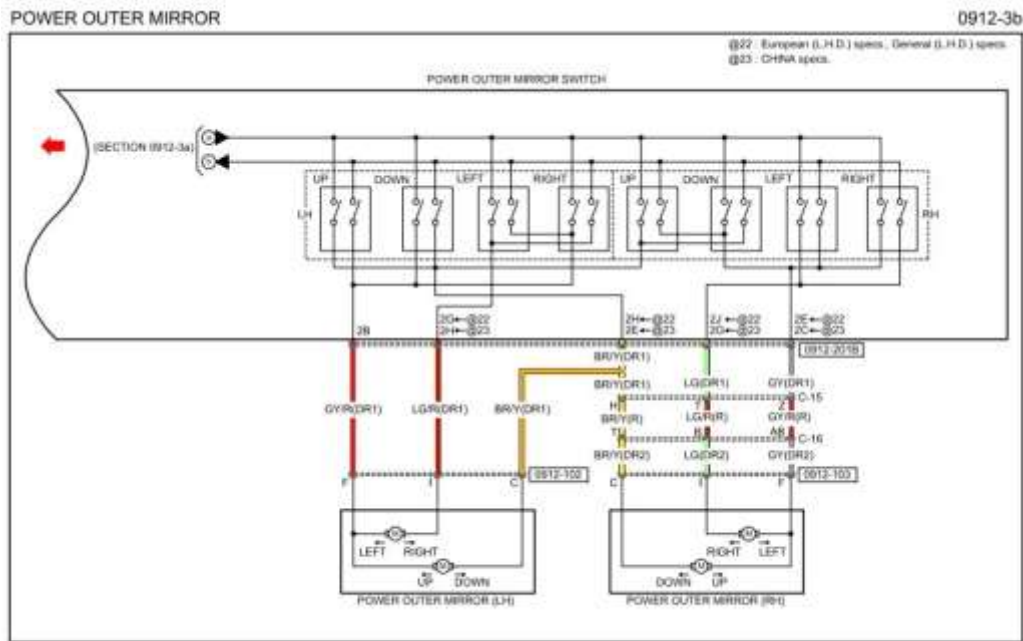 POWER OUTER MIRROR 0912-3b
@22 : European (L.H.D.) specs., General (L.H.D.) specs.
@23 : CHINA specs.
POWER OUTER MIRROR SWITCH
(SECTION 0912-3a)
UP DOWN LEFT RIGHT UP DOWN LEFT RIGHT
LH RH
2G←@22 2H←@22 2J←@22 2E←@22
2B 2H←@23 2E←@23 2G←@23 2C←@23
0912-201B
BR/Y(DR1)
BR/Y(DR1) LG(DR1) GY(DR1)
C-15
GY/R(DR1) LG/R(DR1) BR/Y(DR1) H Z
BR/Y(R) LG/R(R) GY/R(R)
AB C-16
BR/Y(DR2) LG(DR2) GY(DR2)
0912-102 0912-103
F I C C I F
M M
LEFT RIGHT RIGHT LEFT
M M
UP DOWN DOWN UP
POWER OUTER MIRROR (LH) POWER OUTER MIRROR (RH)